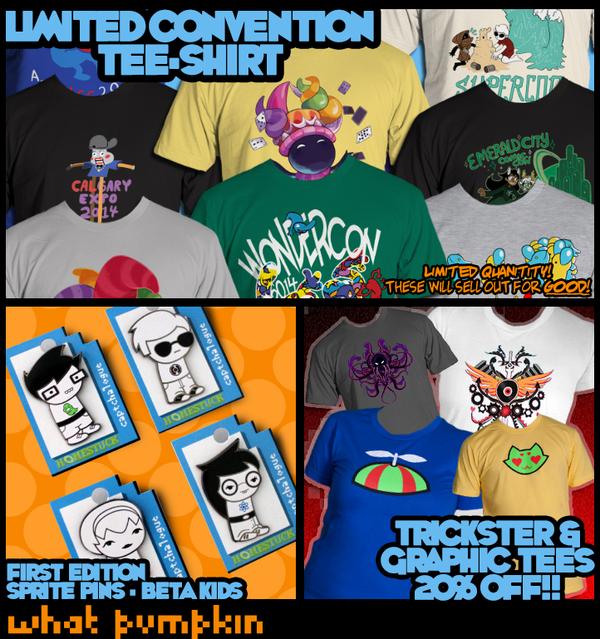 LIMITED CONVENTION
TEE-SHIRT
SUPERCON
CALGARY
EXPO
2014
EMERALD CITY
COMIC CON
WONDERCON
2014
LIMITED QUANTITY!
THESE WILL SELL OUT FOR GOOD!
captchalogue
HOMESTUCK
captchalogue
captchalogue
HOMESTUCK
captchalogue
FIRST EDITION
SPRITE PINS - BETA KIDS
TRICKSTER &
GRAPHIC TEES
20% OFF!!
what pumpkin